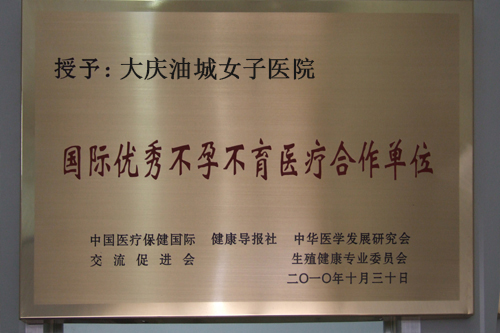 授予：大庆油城女子医院
国际优秀不孕不育医疗合作单位
中国医疗保健国际 健康导报社 中华医学发展研究会
交流促进会 生殖健康专业委员会
二〇一〇年十月三十日